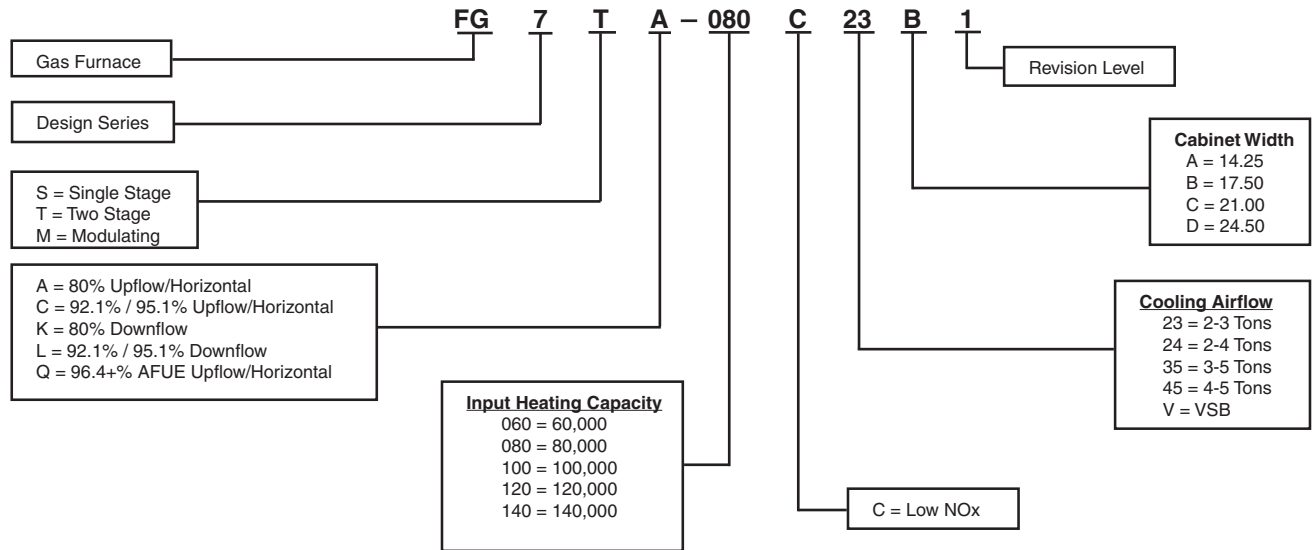 FG 7 T A – 080 C 23 B 1
Gas Furnace
Design Series
S = Single Stage
T = Two Stage
M = Modulating
A = 80% Upflow/Horizontal
C = 92.1% / 95.1% Upflow/Horizontal
K = 80% Downflow
L = 92.1% / 95.1% Downflow
Q = 96.4+% AFUE Upflow/Horizontal
Input Heating Capacity
060 = 60,000
080 = 80,000
100 = 100,000
120 = 120,000
140 = 140,000
C = Low NOx
Cooling Airflow
23 = 2-3 Tons
24 = 2-4 Tons
35 = 3-5 Tons
45 = 4-5 Tons
V = VSB
Cabinet Width
A = 14.25
B = 17.50
C = 21.00
D = 24.50
Revision Level